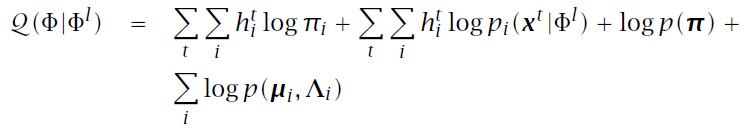 Q(Φ|Φ^l) = ∑_t ∑_i h_i^t log π_i + ∑_t ∑_i h_i^t log p_i(x^t|Φ^l) + log p(π) +
∑_i log p(μ_i, Λ_i)